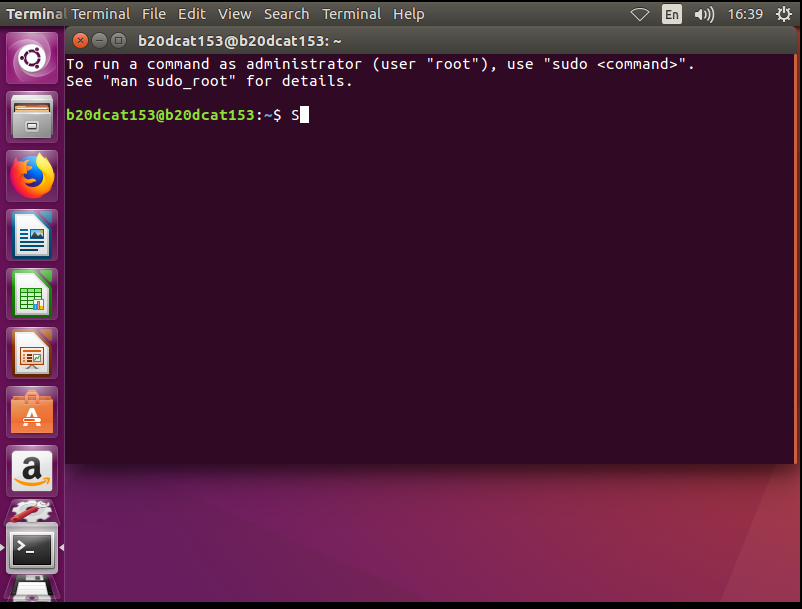 Terminal Terminal File Edit View Search Terminal Help En 16:39
b20dcat153@b20dcat153: ~
To run a command as administrator (user "root"), use "sudo <command>".
See "man sudo_root" for details.
b20dcat153@b20dcat153:~$ S